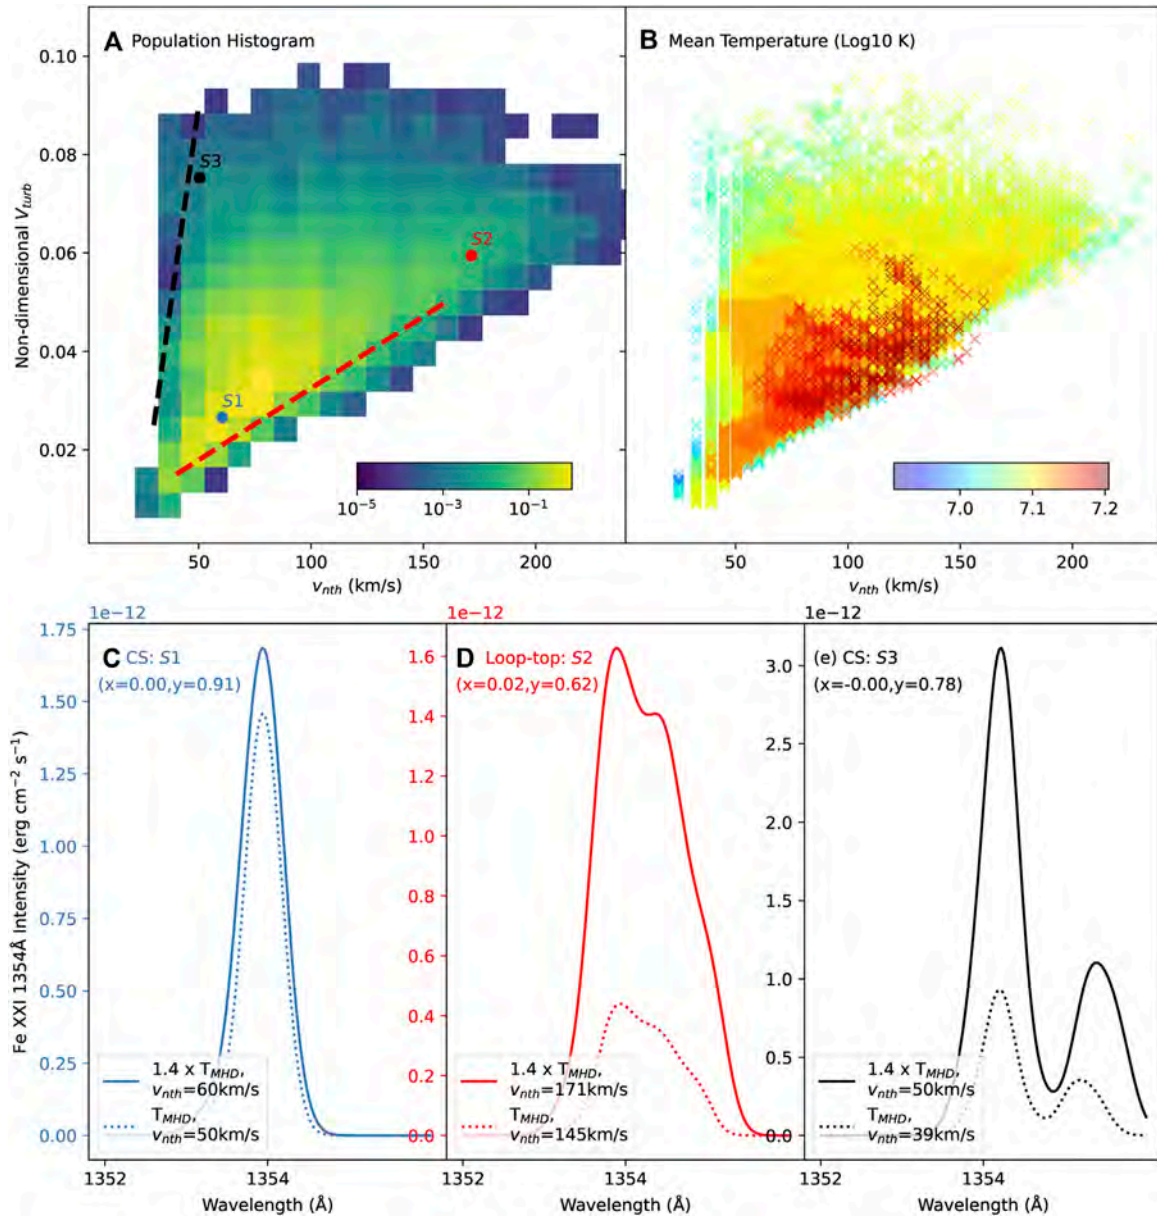 A Population Histogram
B Mean Temperature (Log10 K)
0.10
0.08
0.06
0.04
0.02
Non-dimensional V_turb
S3
S2
S1
10⁻⁵ 10⁻³ 10⁻¹
7.0 7.1 7.2
50 100 150 200
50 100 150 200
v_nth (km/s)
v_nth (km/s)
1e−12
1e−12
1e−12
C CS: S1
(x=0.00,y=0.91)
D Loop-top: S2
(x=0.02,y=0.62)
(e) CS: S3
(x=-0.00,y=0.78)
1.75
1.50
1.25
1.00
0.75
0.50
0.25
0.00
Fe XXI 1354Å Intensity (erg cm⁻² s⁻¹)
1.6
1.4
1.2
1.0
0.8
0.6
0.4
0.2
0.0
3.0
2.5
2.0
1.5
1.0
0.5
0.0
1.4 x T_MHD,
v_nth=60km/s
T_MHD,
v_nth=50km/s
1.4 x T_MHD,
v_nth=171km/s
T_MHD,
v_nth=145km/s
1.4 x T_MHD,
v_nth=50km/s
T_MHD,
v_nth=39km/s
1352 1354
1352 1354
1352 1354
Wavelength (Å)
Wavelength (Å)
Wavelength (Å)